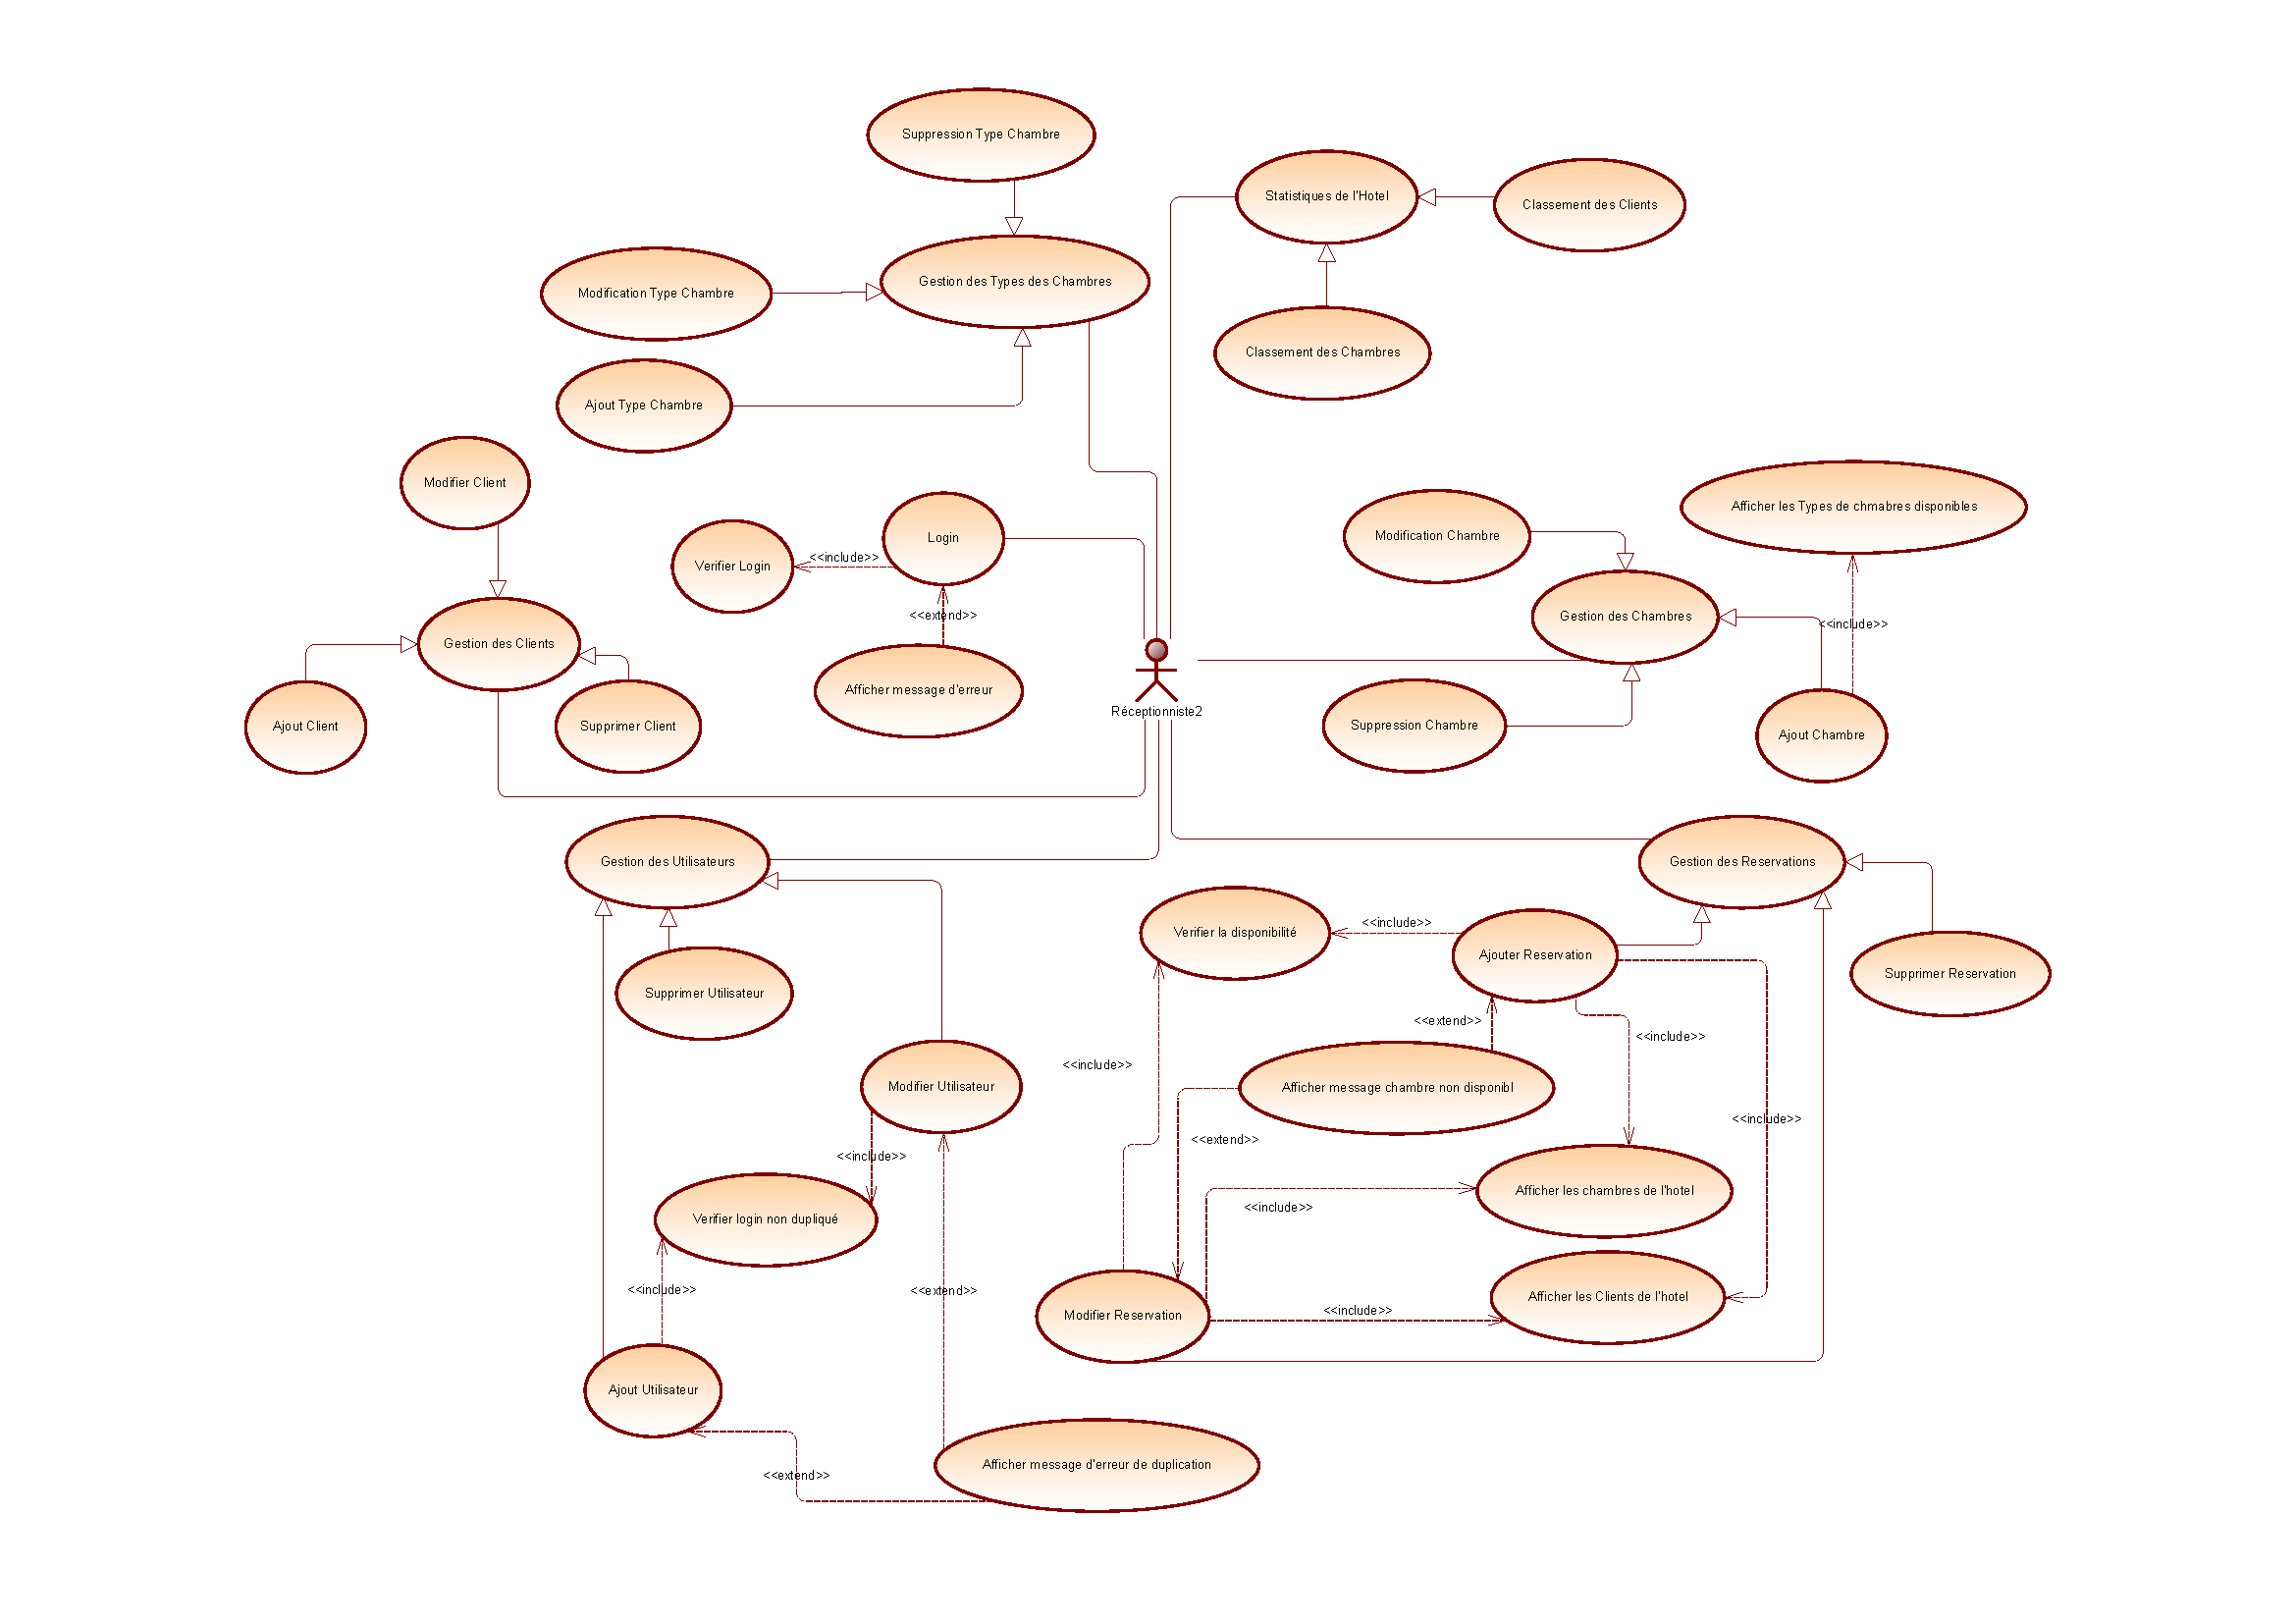 Suppression Type Chambre
Statistiques de l'Hotel
Classement des Clients
Gestion des Types des Chambres
Modification Type Chambre
Classement des Chambres
Ajout Type Chambre
Modifier Client
Afficher les Types de chmabres disponibles
Modification Chambre
Login
<<include>>
Verifier Login
<<extend>>
Gestion des Chambres
<<include>>
Gestion des Clients
Afficher message d'erreur
Réceptionniste2
Ajout Client
Supprimer Client
Suppression Chambre
Ajout Chambre
Gestion des Utilisateurs
Gestion des Reservations
<<include>>
Verifier la disponibilité
Ajouter Reservation
Supprimer Reservation
Supprimer Utilisateur
<<extend>>
<<include>>
<<include>>
Modifier Utilisateur
Afficher message chambre non disponibl
<<include>>
<<extend>>
<<include>>
Afficher les chambres de l'hotel
<<include>>
Verifier login non dupliqué
<<include>>
<<extend>>
Afficher les Clients de l'hotel
<<include>>
Modifier Reservation
Ajout Utilisateur
Afficher message d'erreur de duplication
<<extend>>